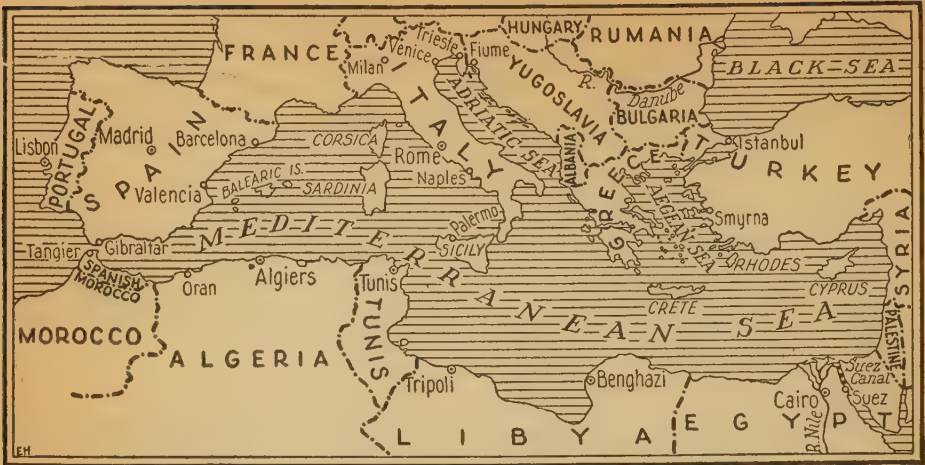 HUNGARY
RUMANIA
FRANCE
Trieste
Fiume
Venice
Milan
ITALY
YUGOSLAVIA
R. Danube
BLACK SEA
ADRIATIC SEA
BULGARIA
PORTUGAL
SPAIN
Madrid
Barcelona
Lisbon
CORSICA
Rome
ALBANIA
Istanbul
TURKEY
Valencia
BALEARIC IS.
SARDINIA
Naples
GREECE
AEGEAN SEA
Smyrna
Palermo
SICILY
MEDITERRANEAN SEA
Tangier
Gibraltar
SPANISH
MOROCCO
Oran
Algiers
Tunis
RHODES
CYPRUS
SYRIA
CRETE
PALESTINE
MOROCCO
ALGERIA
TUNIS
Tripoli
Benghazi
Suez
Canal
Cairo
Suez
R. Nile
LIBYA
EGYPT
EH